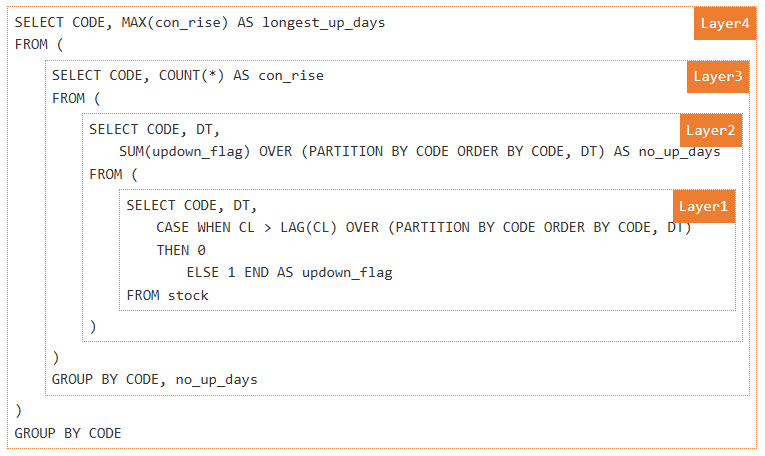 SELECT CODE, MAX(con_rise) AS longest_up_days
Layer4
FROM (
SELECT CODE, COUNT(*) AS con_rise
Layer3
FROM (
SELECT CODE, DT,
Layer2
SUM(updown_flag) OVER (PARTITION BY CODE ORDER BY CODE, DT) AS no_up_days
FROM (
SELECT CODE, DT,
Layer1
CASE WHEN CL > LAG(CL) OVER (PARTITION BY CODE ORDER BY CODE, DT)
THEN 0
ELSE 1 END AS updown_flag
FROM stock
)
)
GROUP BY CODE, no_up_days
)
GROUP BY CODE